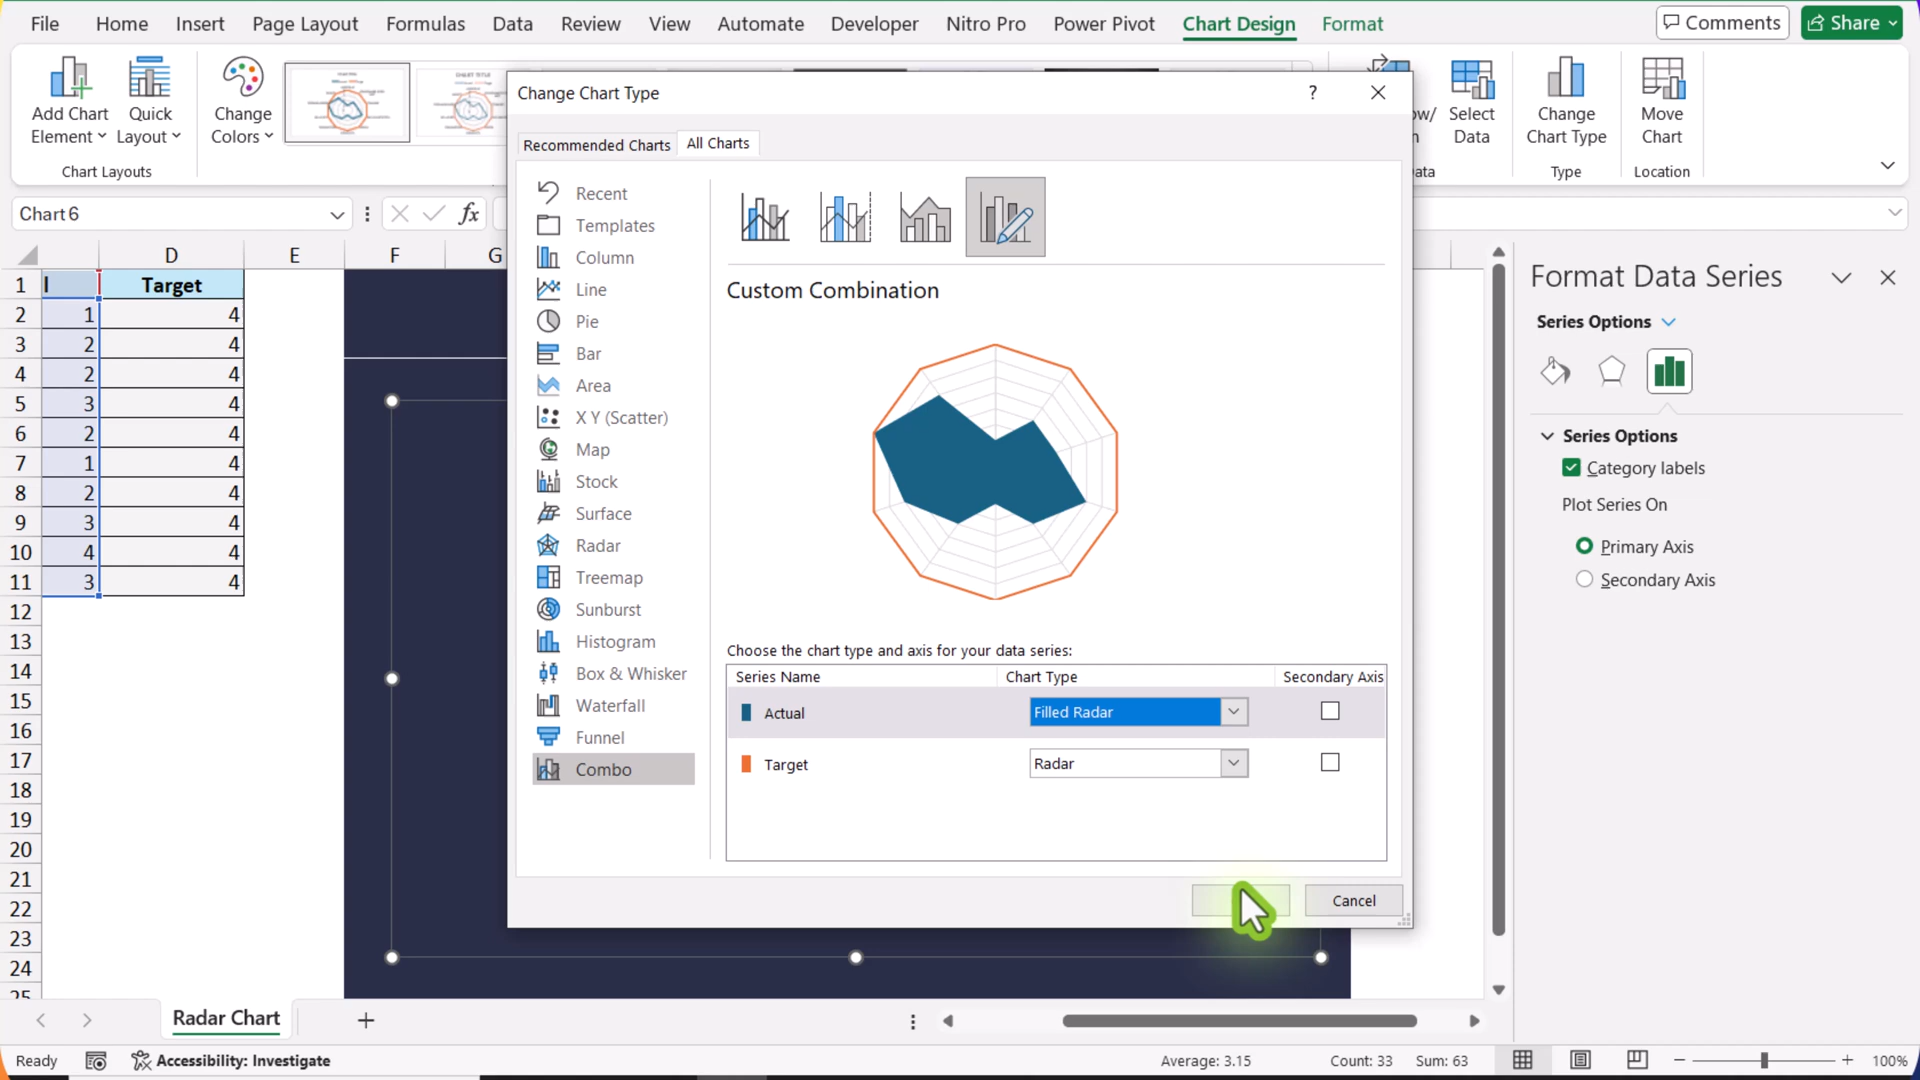 File Home Insert Page Layout Formulas Data Review View Automate Developer Nitro Pro Power Pivot Chart Design Format Comments Share
Add Chart Element
Quick Layout
Chart Layouts
Change Colors
CHART TITLE
Select Data
Change Chart Type
Type
Move Chart
Location
Chart 6
fx
D E F G
1 Target
2 1 4
3 2 4
4 2 4
5 3 4
6 2 4
7 1 4
8 2 4
9 3 4
10 4 4
11 3 4
12
13
14
15
16
17
18
19
20
21
22
23
24
25
Change Chart Type ?
Recommended Charts All Charts
Recent
Templates
Column
Line
Pie
Bar
Area
X Y (Scatter)
Map
Stock
Surface
Radar
Treemap
Sunburst
Histogram
Box & Whisker
Waterfall
Funnel
Combo
Custom Combination
Choose the chart type and axis for your data series:
Series Name Chart Type Secondary Axis
Actual Filled Radar
Target Radar
Cancel
Format Data Series
Series Options
Series Options
Category labels
Plot Series On
Primary Axis
Secondary Axis
Radar Chart
Ready Accessibility: Investigate Average: 3.15 Count: 33 Sum: 63 100%